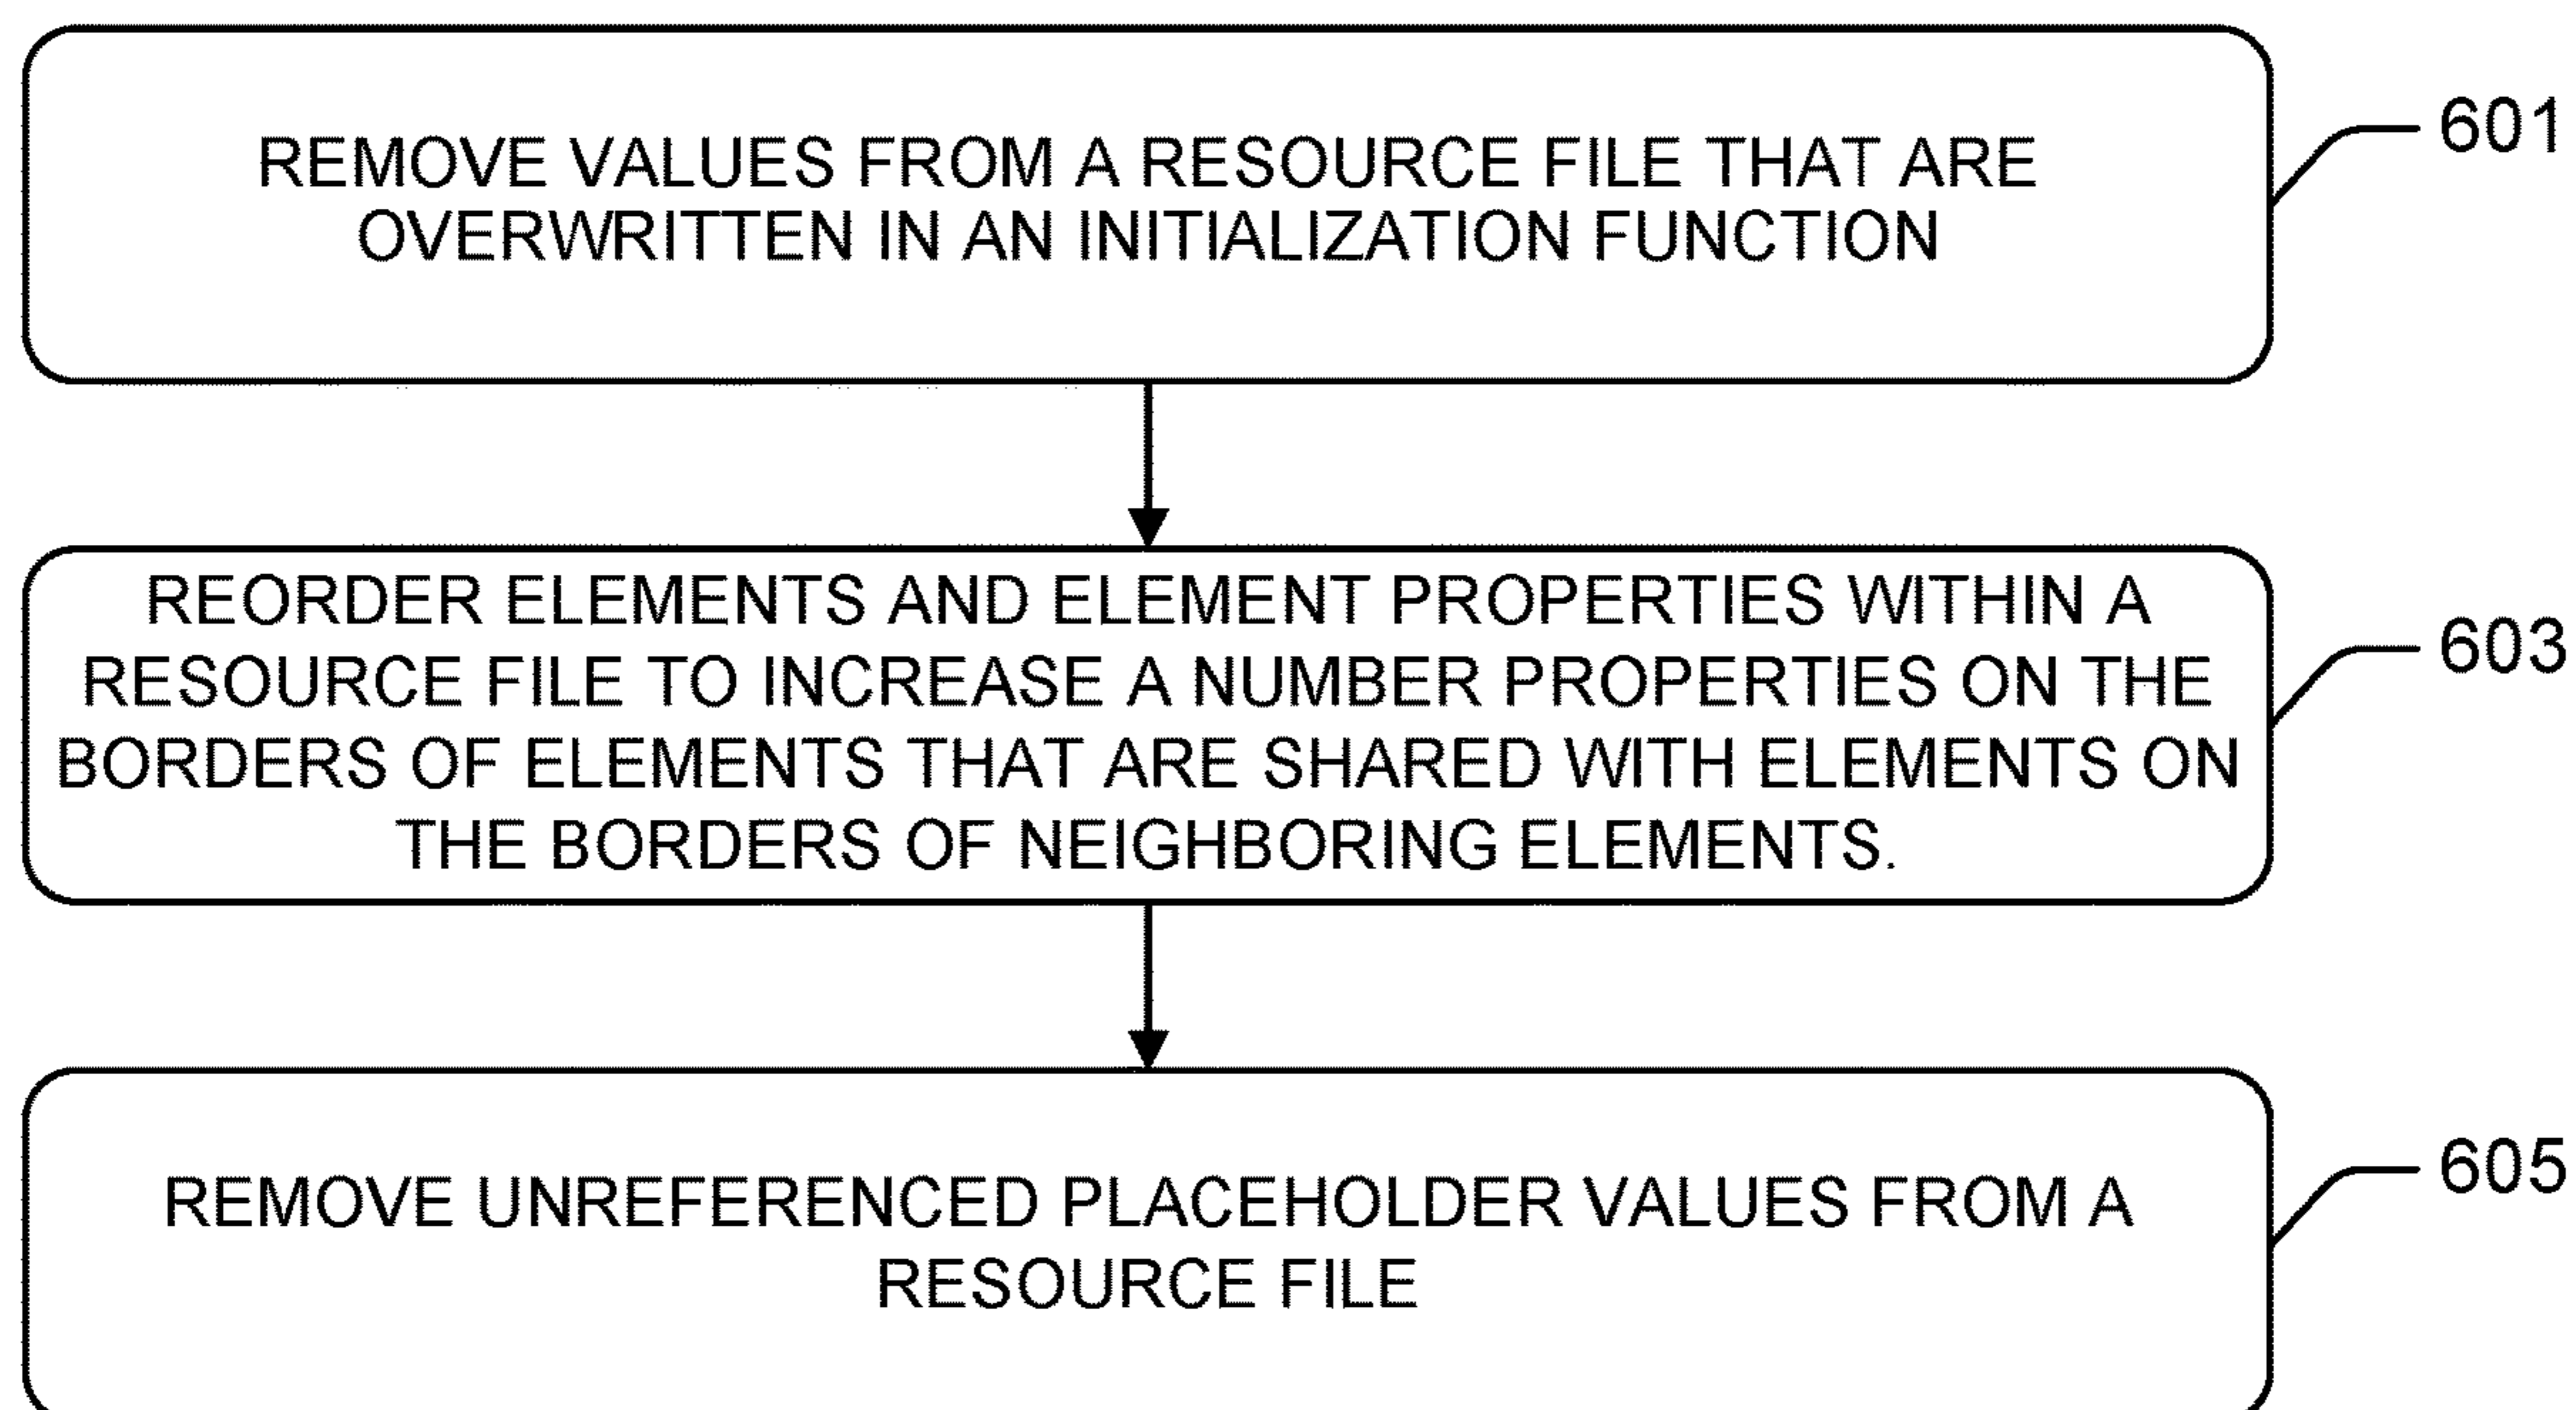 REMOVE VALUES FROM A RESOURCE FILE THAT ARE
OVERWRITTEN IN AN INITIALIZATION FUNCTION
601
REORDER ELEMENTS AND ELEMENT PROPERTIES WITHIN A
RESOURCE FILE TO INCREASE A NUMBER PROPERTIES ON THE
BORDERS OF ELEMENTS THAT ARE SHARED WITH ELEMENTS ON
THE BORDERS OF NEIGHBORING ELEMENTS.
603
REMOVE UNREFERENCED PLACEHOLDER VALUES FROM A
RESOURCE FILE
605